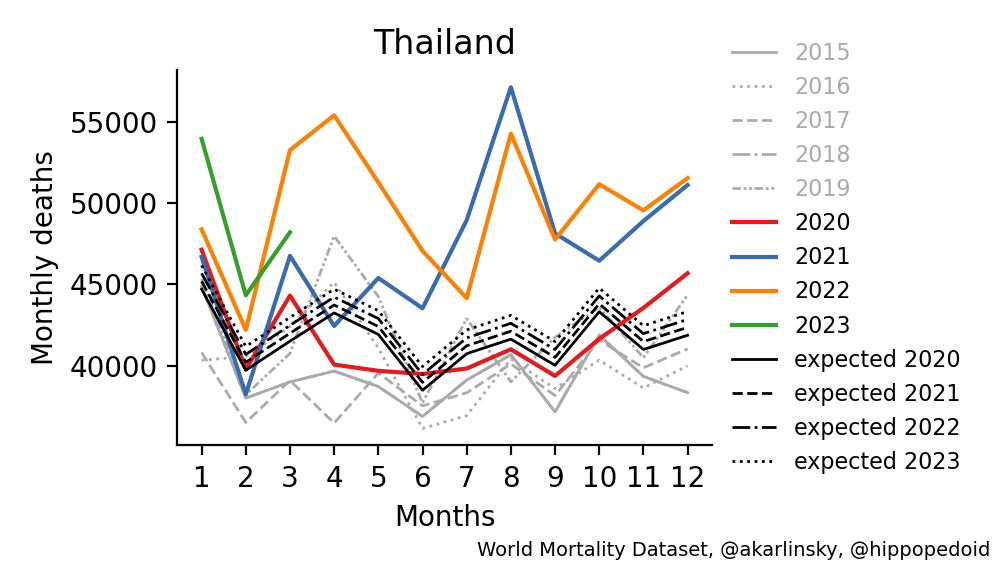 Thailand
Monthly deaths
55000
50000
45000
40000
1 2 3 4 5 6 7 8 9 10 11 12
Months
2015
2016
2017
2018
2019
2020
2021
2022
2023
expected 2020
expected 2021
expected 2022
expected 2023
World Mortality Dataset, @akarlinsky, @hippopedoid